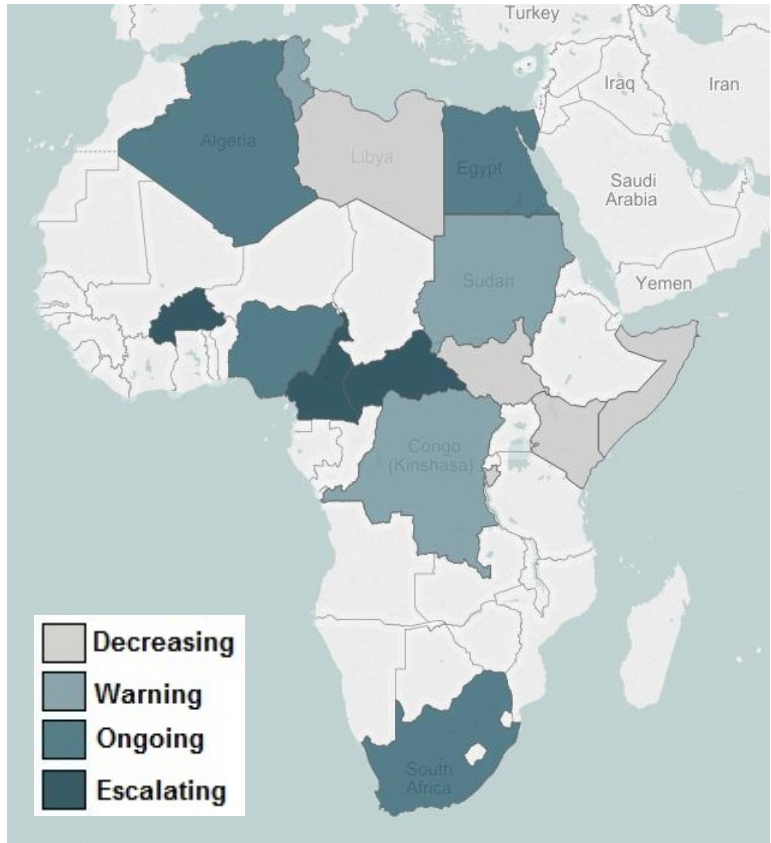 Turkey
Iraq
Iran
Algeria
Libya
Egypt
Saudi
Arabia
Sudan
Yemen
Congo
(Kinshasa)
South
Africa
Decreasing
Warning
Ongoing
Escalating